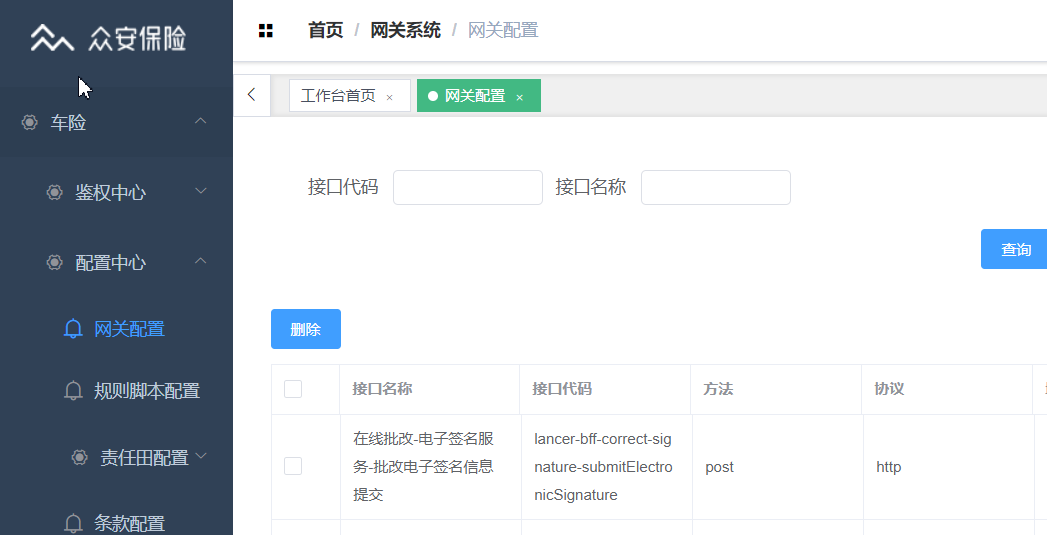 众安保险
首页 / 网关系统 / 网关配置
工作台首页 × 网关配置 ×
车险
鉴权中心
配置中心
网关配置
规则脚本配置
责任田配置
条款配置
接口代码 接口名称
查询
删除
接口名称 接口代码 方法 协议
在线批改-电子签名服
务-批改电子签名信息
提交
lancer-bff-correct-sig
nature-submitElectro
nicSignature
post
http